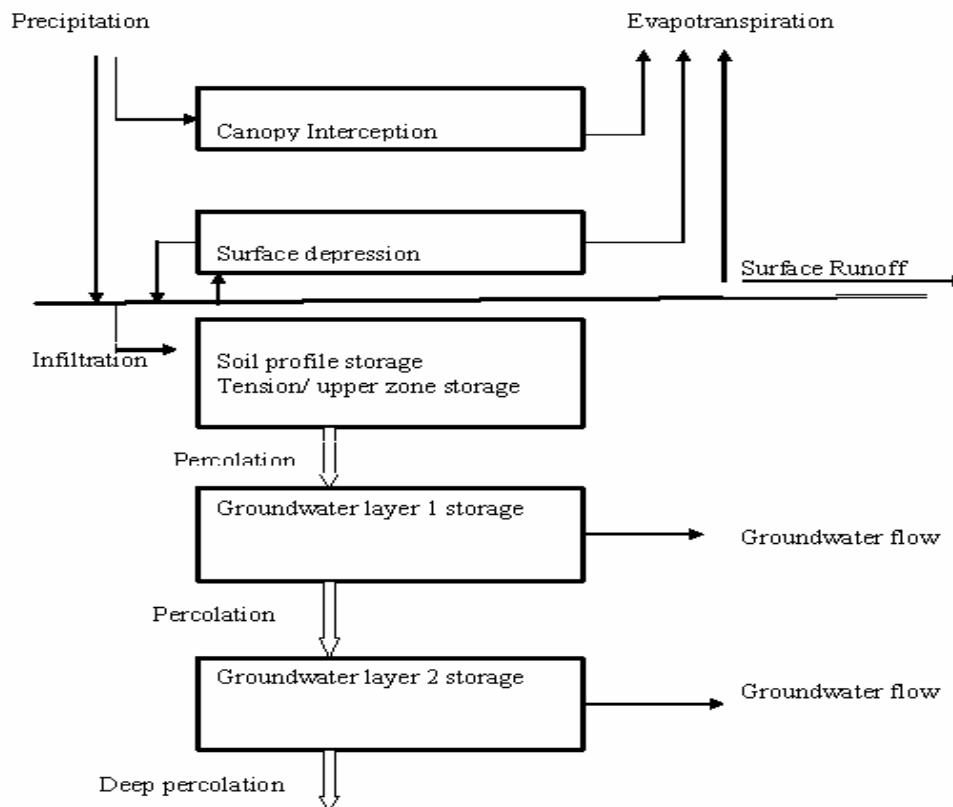 Precipitation
Evapotranspiration
Canopy Interception
Surface depression
Surface Runoff
Infiltration
Soil profile storage
Tension/ upper zone storage
Percolation
Groundwater layer 1 storage
Groundwater flow
Percolation
Groundwater layer 2 storage
Groundwater flow
Deep percolation